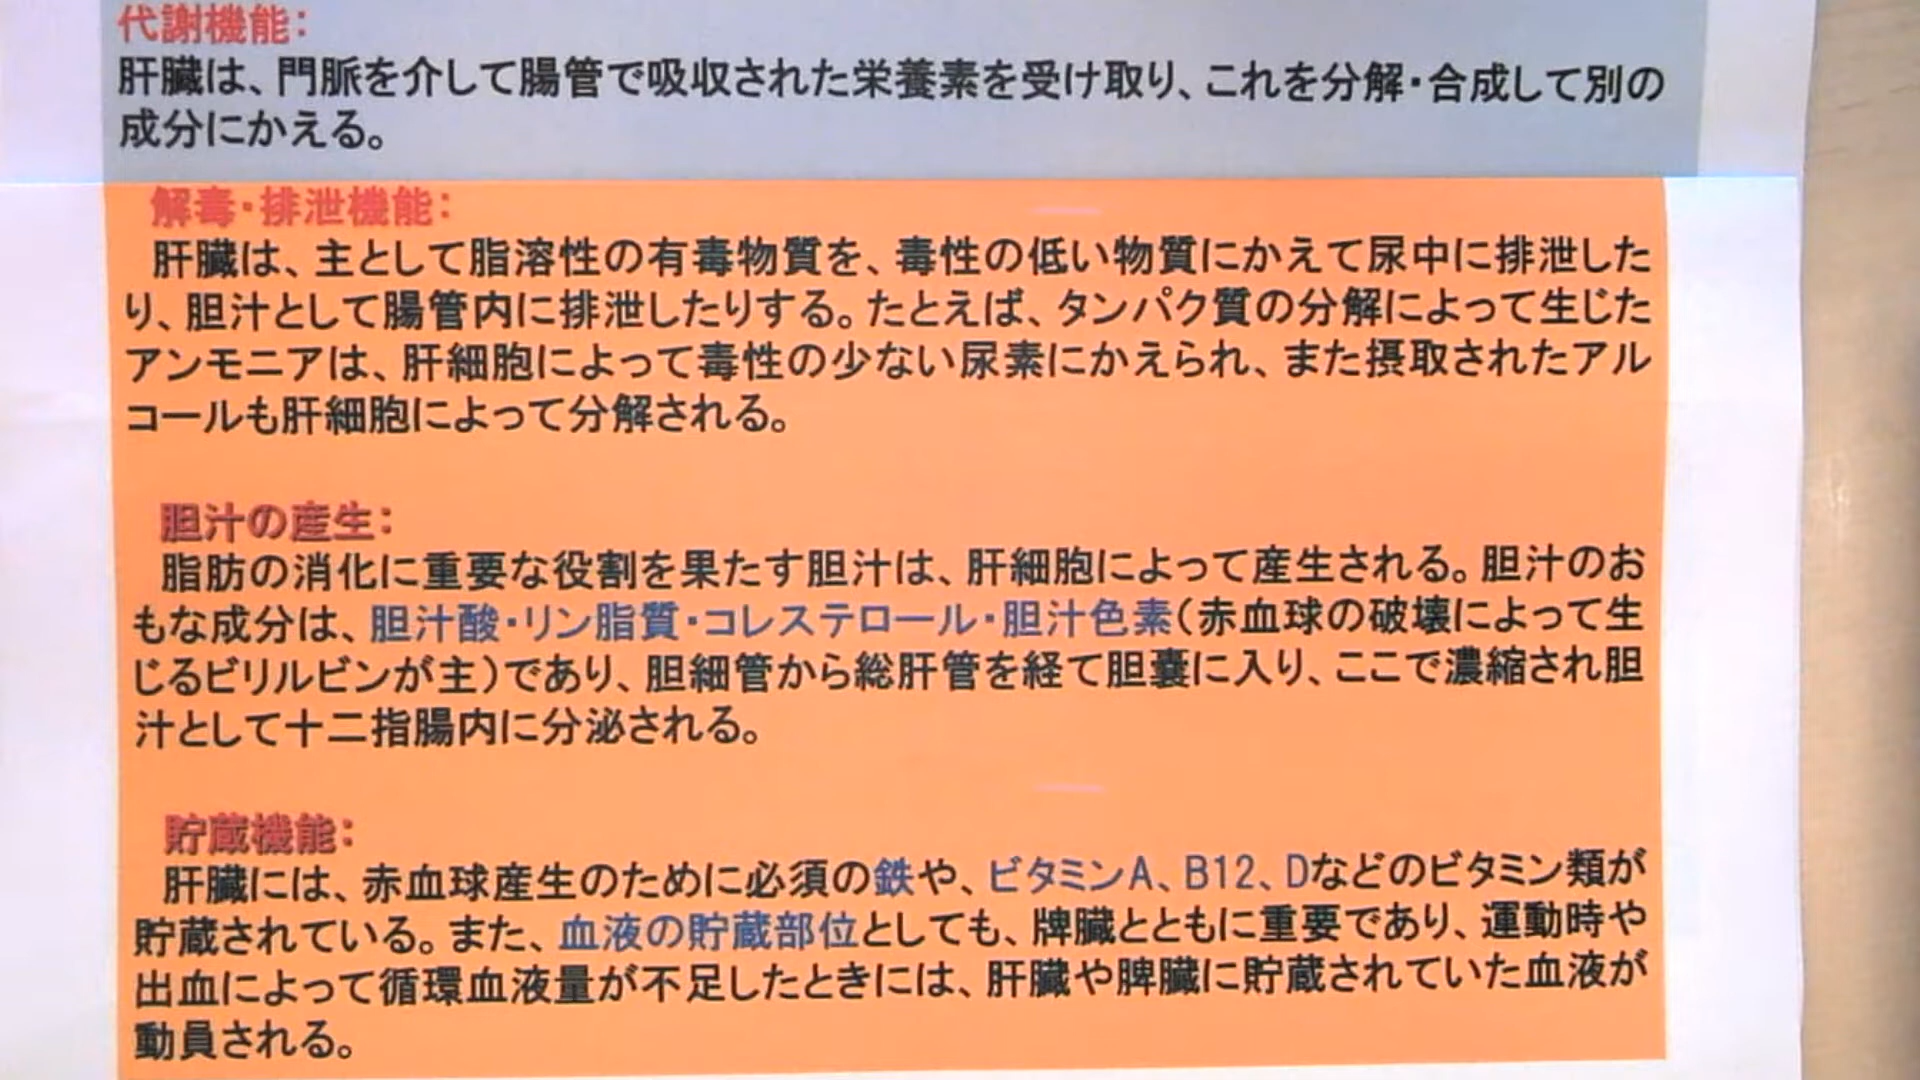 代謝機能：
肝臓は、門脈を介して腸管で吸収された栄養素を受け取り、これを分解・合成して別の
成分にかえる。
解毒・排泄機能：
肝臓は、主として脂溶性の有毒物質を、毒性の低い物質にかえて尿中に排泄した
り、胆汁として腸管内に排泄したりする。たとえば、タンパク質の分解によって生じた
アンモニアは、肝細胞によって毒性の少ない尿素にかえられ、また摂取されたアル
コールも肝細胞によって分解される。
胆汁の産生：
脂肪の消化に重要な役割を果たす胆汁は、肝細胞によって産生される。胆汁のお
もな成分は、胆汁酸・リン脂質・コレステロール・胆汁色素（赤血球の破壊によって生
じるビリルビンが主）であり、胆細管から総肝管を経て胆嚢に入り、ここで濃縮され胆
汁として十二指腸内に分泌される。
貯蔵機能：
肝臓には、赤血球産生のために必須の鉄や、ビタミンA、B12、Dなどのビタミン類が
貯蔵されている。また、血液の貯蔵部位としても、牌臓とともに重要であり、運動時や
出血によって循環血液量が不足したときには、肝臓や脾臓に貯蔵されていた血液が
動員される。